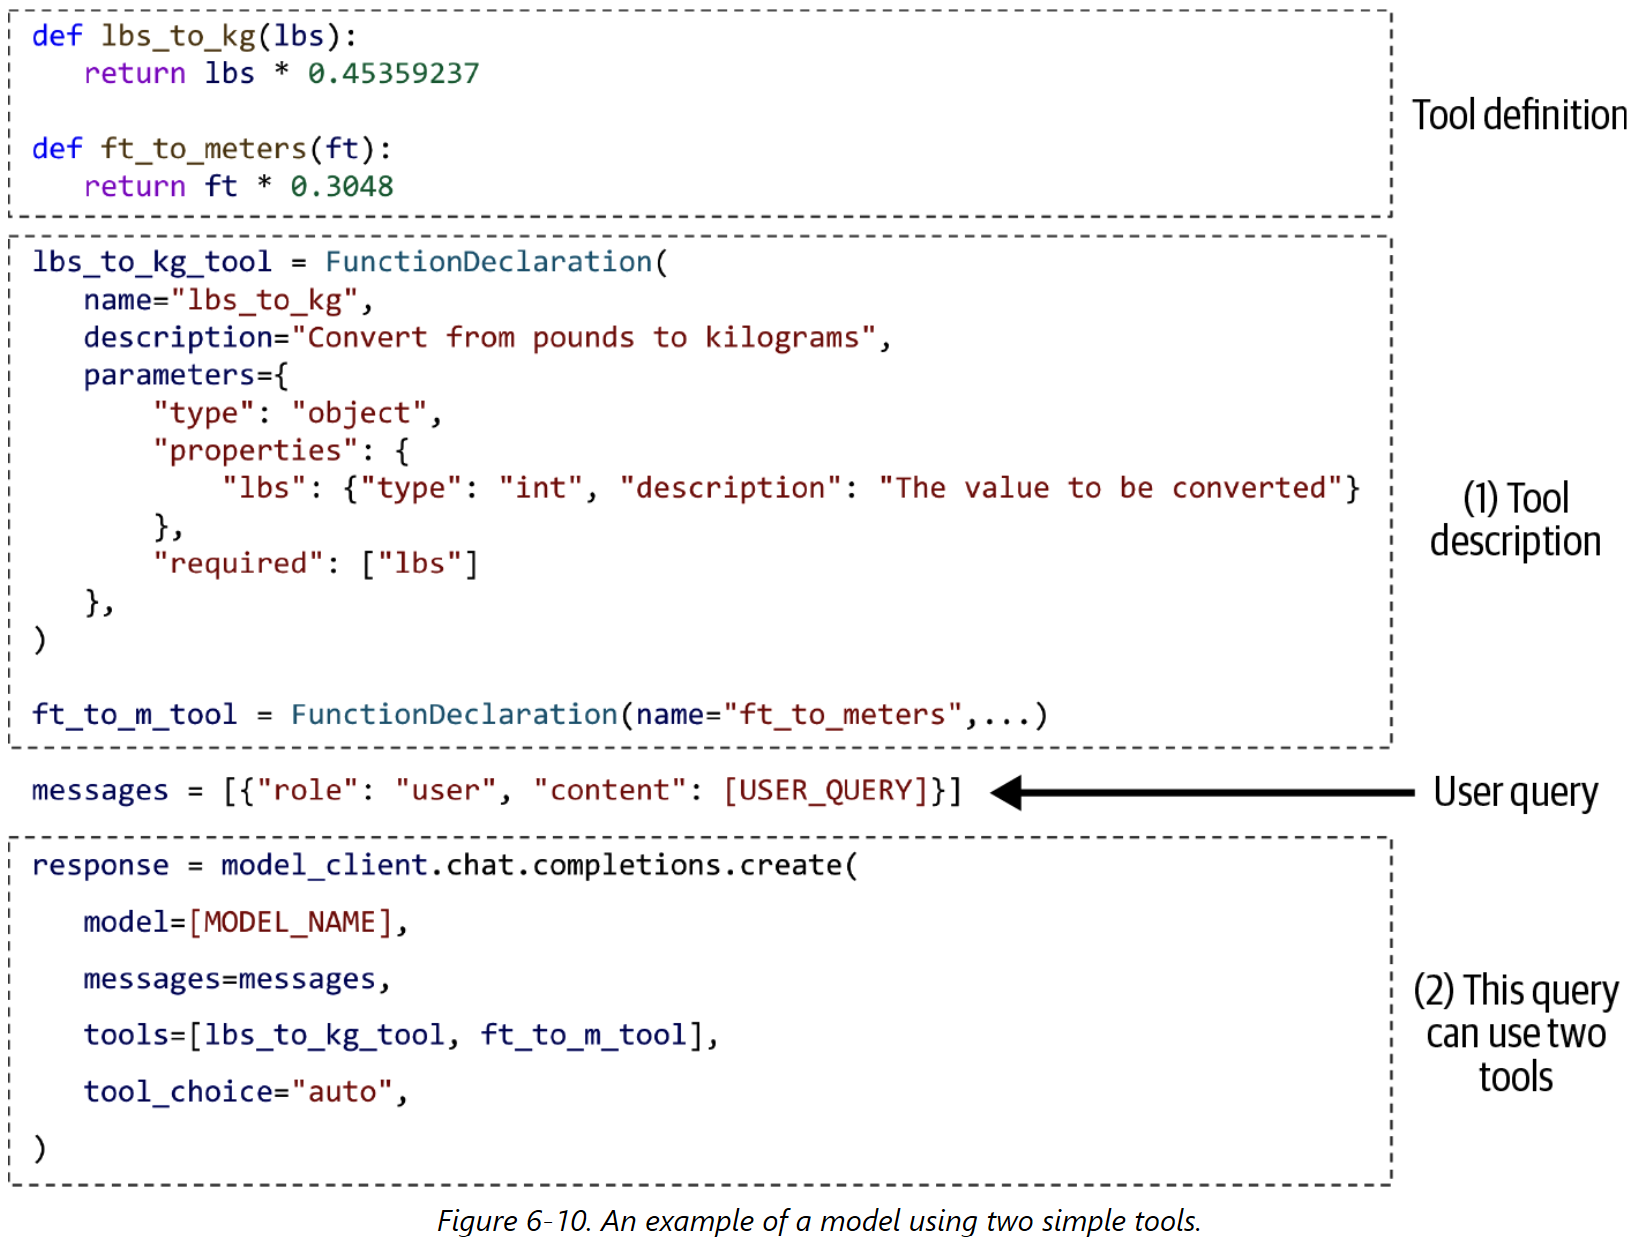 def lbs_to_kg(lbs):
return lbs * 0.45359237
def ft_to_meters(ft):
return ft * 0.3048
Tool definition
lbs_to_kg_tool = FunctionDeclaration(
name="lbs_to_kg",
description="Convert from pounds to kilograms",
parameters={
"type": "object",
"properties": {
"lbs": {"type": "int", "description": "The value to be converted"}
},
"required": ["lbs"]
},
)
ft_to_m_tool = FunctionDeclaration(name="ft_to_meters",...)
(1) Tool
description
messages = [{"role": "user", "content": [USER_QUERY]}]
User query
response = model_client.chat.completions.create(
model=[MODEL_NAME],
messages=messages,
tools=[lbs_to_kg_tool, ft_to_m_tool],
tool_choice="auto",
)
(2) This query
can use two
tools
Figure 6-10. An example of a model using two simple tools.